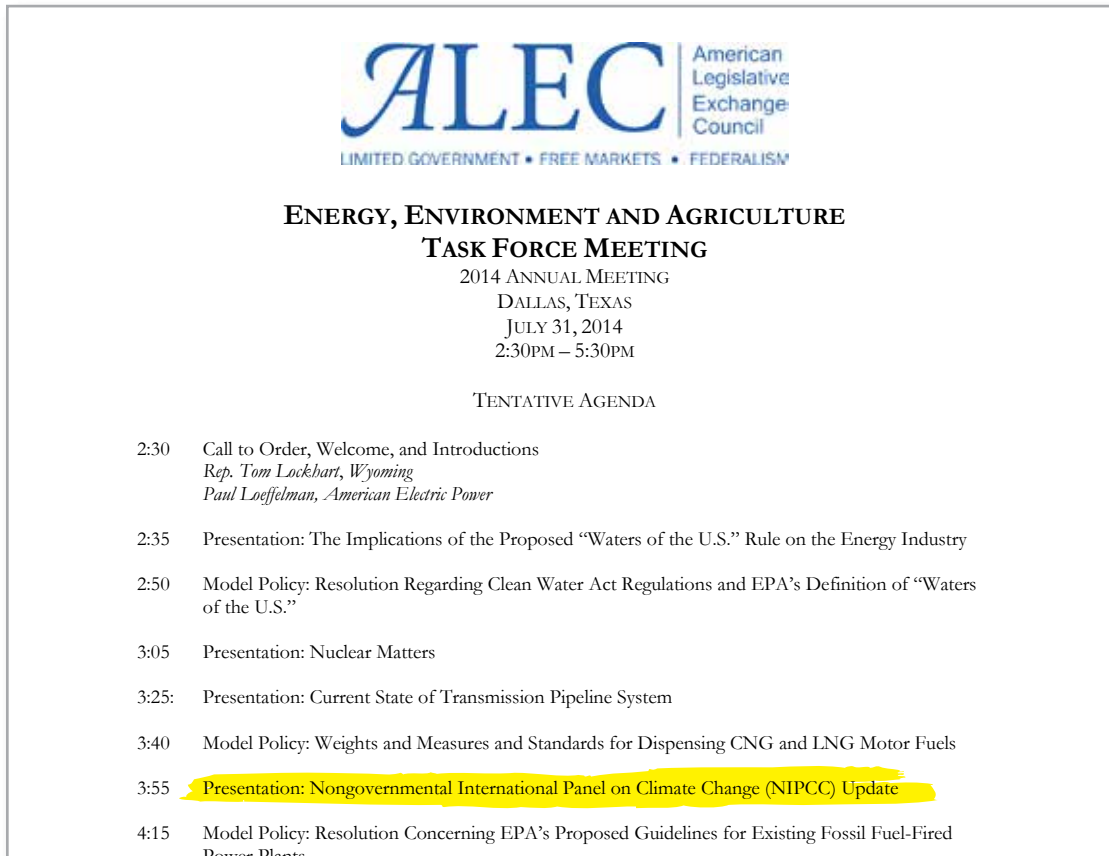 ALEC
American
Legislative
Exchange
Council
LIMITED GOVERNMENT • FREE MARKETS • FEDERALISM
ENERGY, ENVIRONMENT AND AGRICULTURE
TASK FORCE MEETING
2014 ANNUAL MEETING
DALLAS, TEXAS
JULY 31, 2014
2:30PM – 5:30PM
TENTATIVE AGENDA
2:30 Call to Order, Welcome, and Introductions
Rep. Tom Lockhart, Wyoming
Paul Loeffelman, American Electric Power
2:35 Presentation: The Implications of the Proposed “Waters of the U.S.” Rule on the Energy Industry
2:50 Model Policy: Resolution Regarding Clean Water Act Regulations and EPA’s Definition of “Waters
of the U.S.”
3:05 Presentation: Nuclear Matters
3:25: Presentation: Current State of Transmission Pipeline System
3:40 Model Policy: Weights and Measures and Standards for Dispensing CNG and LNG Motor Fuels
3:55 Presentation: Nongovernmental International Panel on Climate Change (NIPCC) Update
4:15 Model Policy: Resolution Concerning EPA’s Proposed Guidelines for Existing Fossil Fuel-Fired
Power Plants